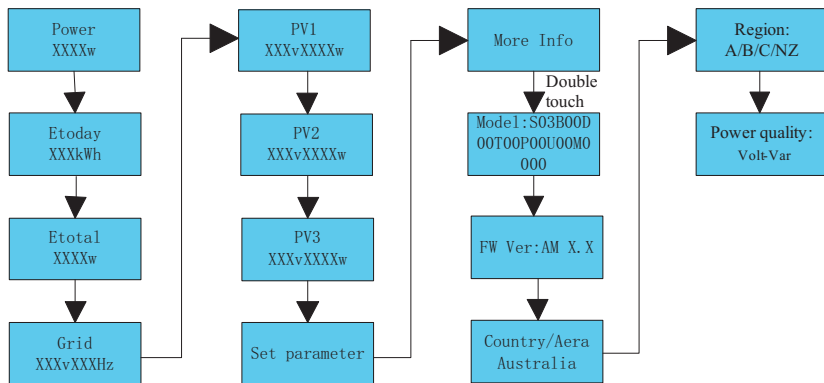 Power
XXXXw
Etoday
XXXkWh
Etotal
XXXXw
Grid
XXXvXXXHz
PV1
XXXvXXXXw
PV2
XXXvXXXXw
PV3
XXXvXXXXw
Set parameter
More Info
Double
touch
Model:S03B00D
00T00P00U00M0
000
FW Ver:AM X.X
Country/Aera
Australia
Region:
A/B/C/NZ
Power quality:
Volt-Var